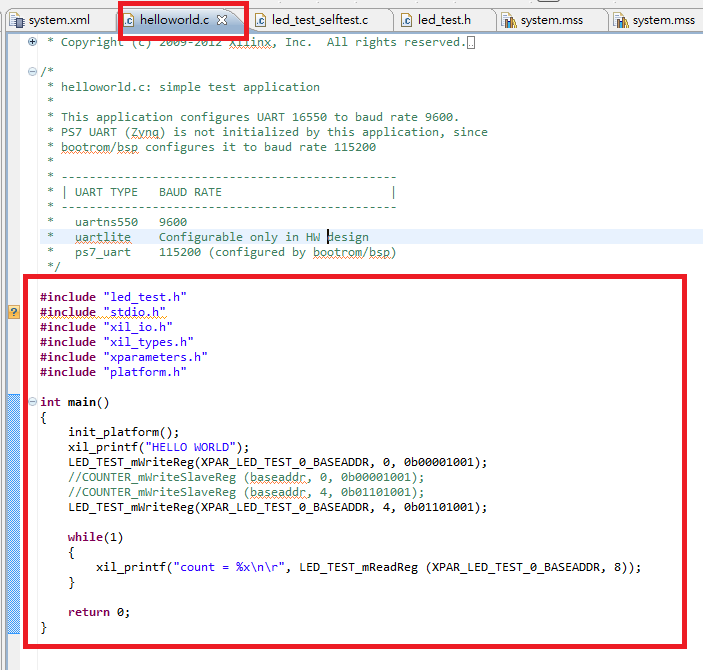 system.xml helloworld.c led_test_selftest.c led_test.h system.mss system.mss
* Copyright (c) 2009-2012 Xilinx, Inc.  All rights reserved.
/*
* helloworld.c: simple test application
*
* This application configures UART 16550 to baud rate 9600.
* PS7 UART (Zynq) is not initialized by this application, since
* bootrom/bsp configures it to baud rate 115200
*
* ------------------------------------------------
* | UART TYPE   BAUD RATE                        |
* ------------------------------------------------
*   uartns550   9600
*   uartlite    Configurable only in HW design
*   ps7_uart    115200 (configured by bootrom/bsp)
*/
#include "led_test.h"
#include "stdio.h"
#include "xil_io.h"
#include "xil_types.h"
#include "xparameters.h"
#include "platform.h"
int main()
{
init_platform();
xil_printf("HELLO WORLD");
LED_TEST_mWriteReg(XPAR_LED_TEST_0_BASEADDR, 0, 0b00001001);
//COUNTER_mWriteSlaveReg (baseaddr, 0, 0b00001001);
//COUNTER_mWriteSlaveReg (baseaddr, 4, 0b01101001);
LED_TEST_mWriteReg(XPAR_LED_TEST_0_BASEADDR, 4, 0b01101001);
while(1)
{
xil_printf("count = %x\n\r", LED_TEST_mReadReg (XPAR_LED_TEST_0_BASEADDR, 8));
}
return 0;
}